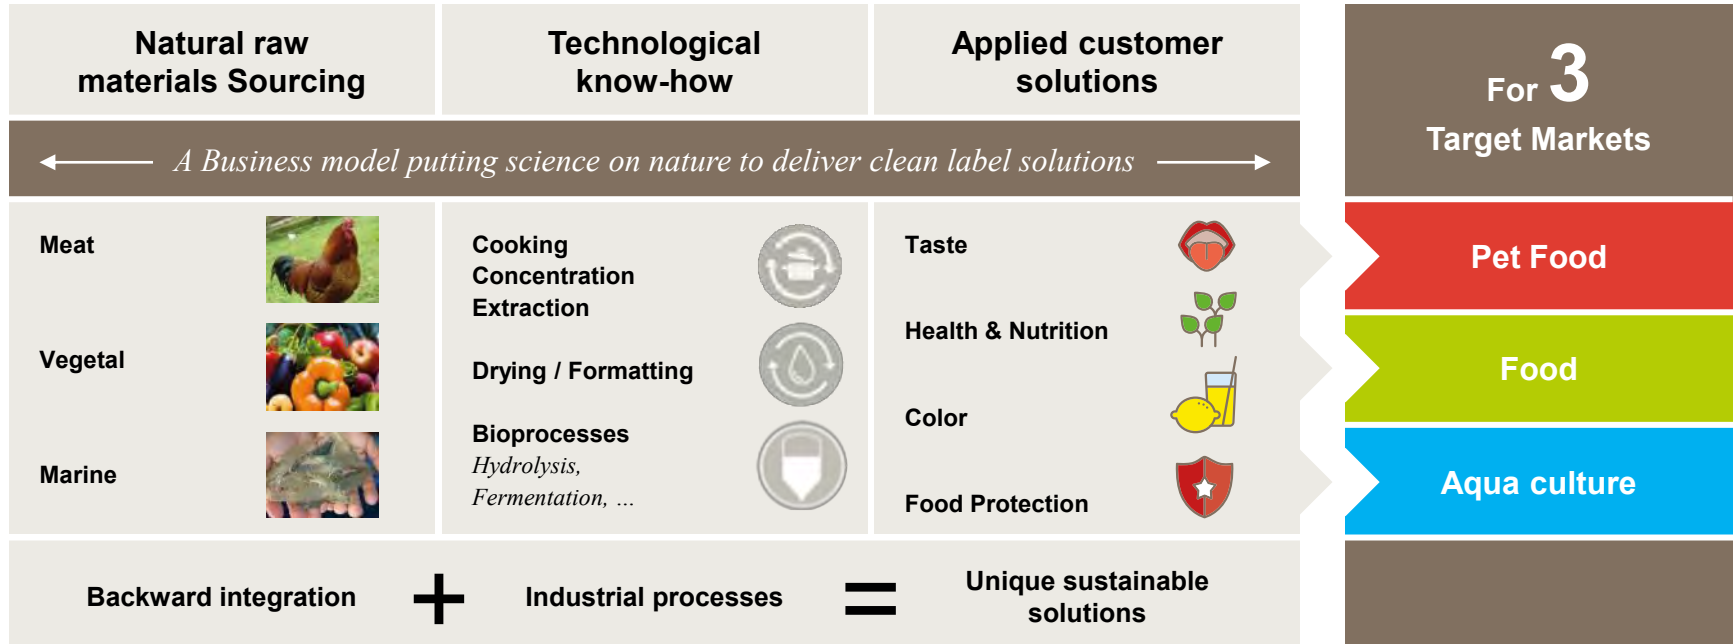 Natural raw
materials Sourcing
Technological
know-how
Applied customer
solutions
For 3
Target Markets
A Business model putting science on nature to deliver clean label solutions
Meat
Vegetal
Marine
Cooking
Concentration
Extraction
Drying / Formatting
Bioprocesses
Hydrolysis,
Fermentation, ...
Taste
Health & Nutrition
Color
Food Protection
Pet Food
Food
Aqua culture
Backward integration
+
Industrial processes
=
Unique sustainable
solutions